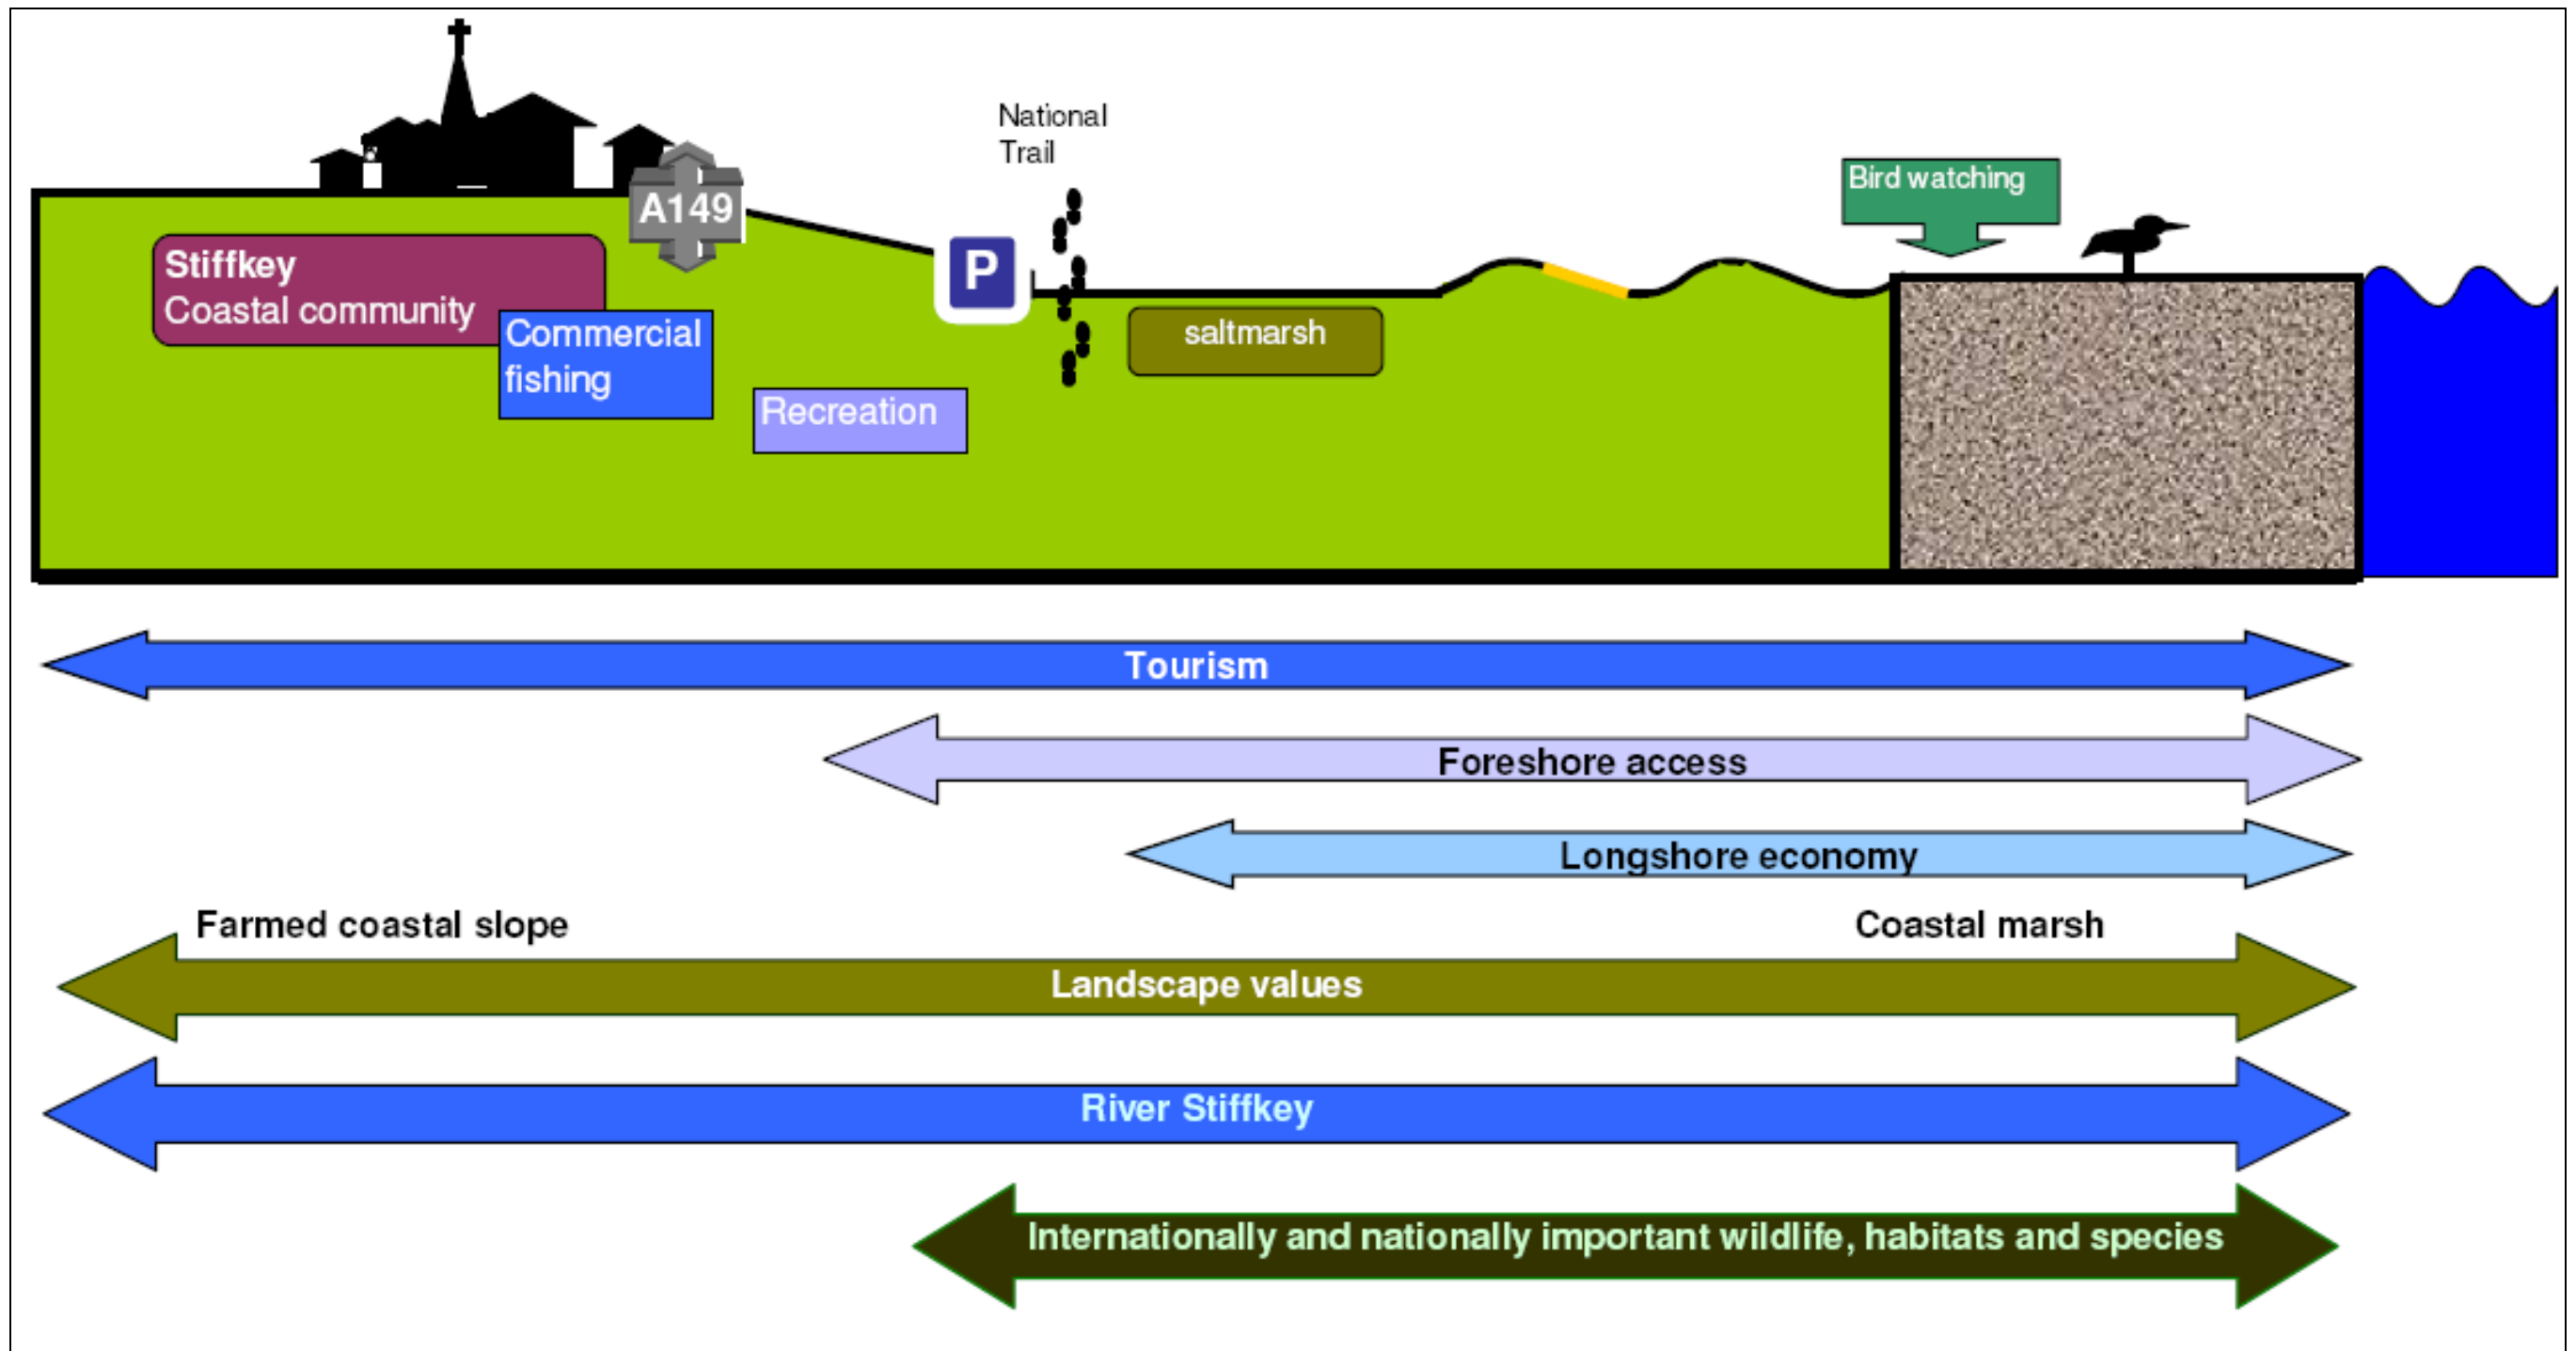 National
Trail
Bird watching
A149
Stiffkey
Coastal community
P
Commercial
fishing
saltmarsh
Recreation
Tourism
Foreshore access
Longshore economy
Farmed coastal slope
Coastal marsh
Landscape values
River Stiffkey
Internationally and nationally important wildlife, habitats and species